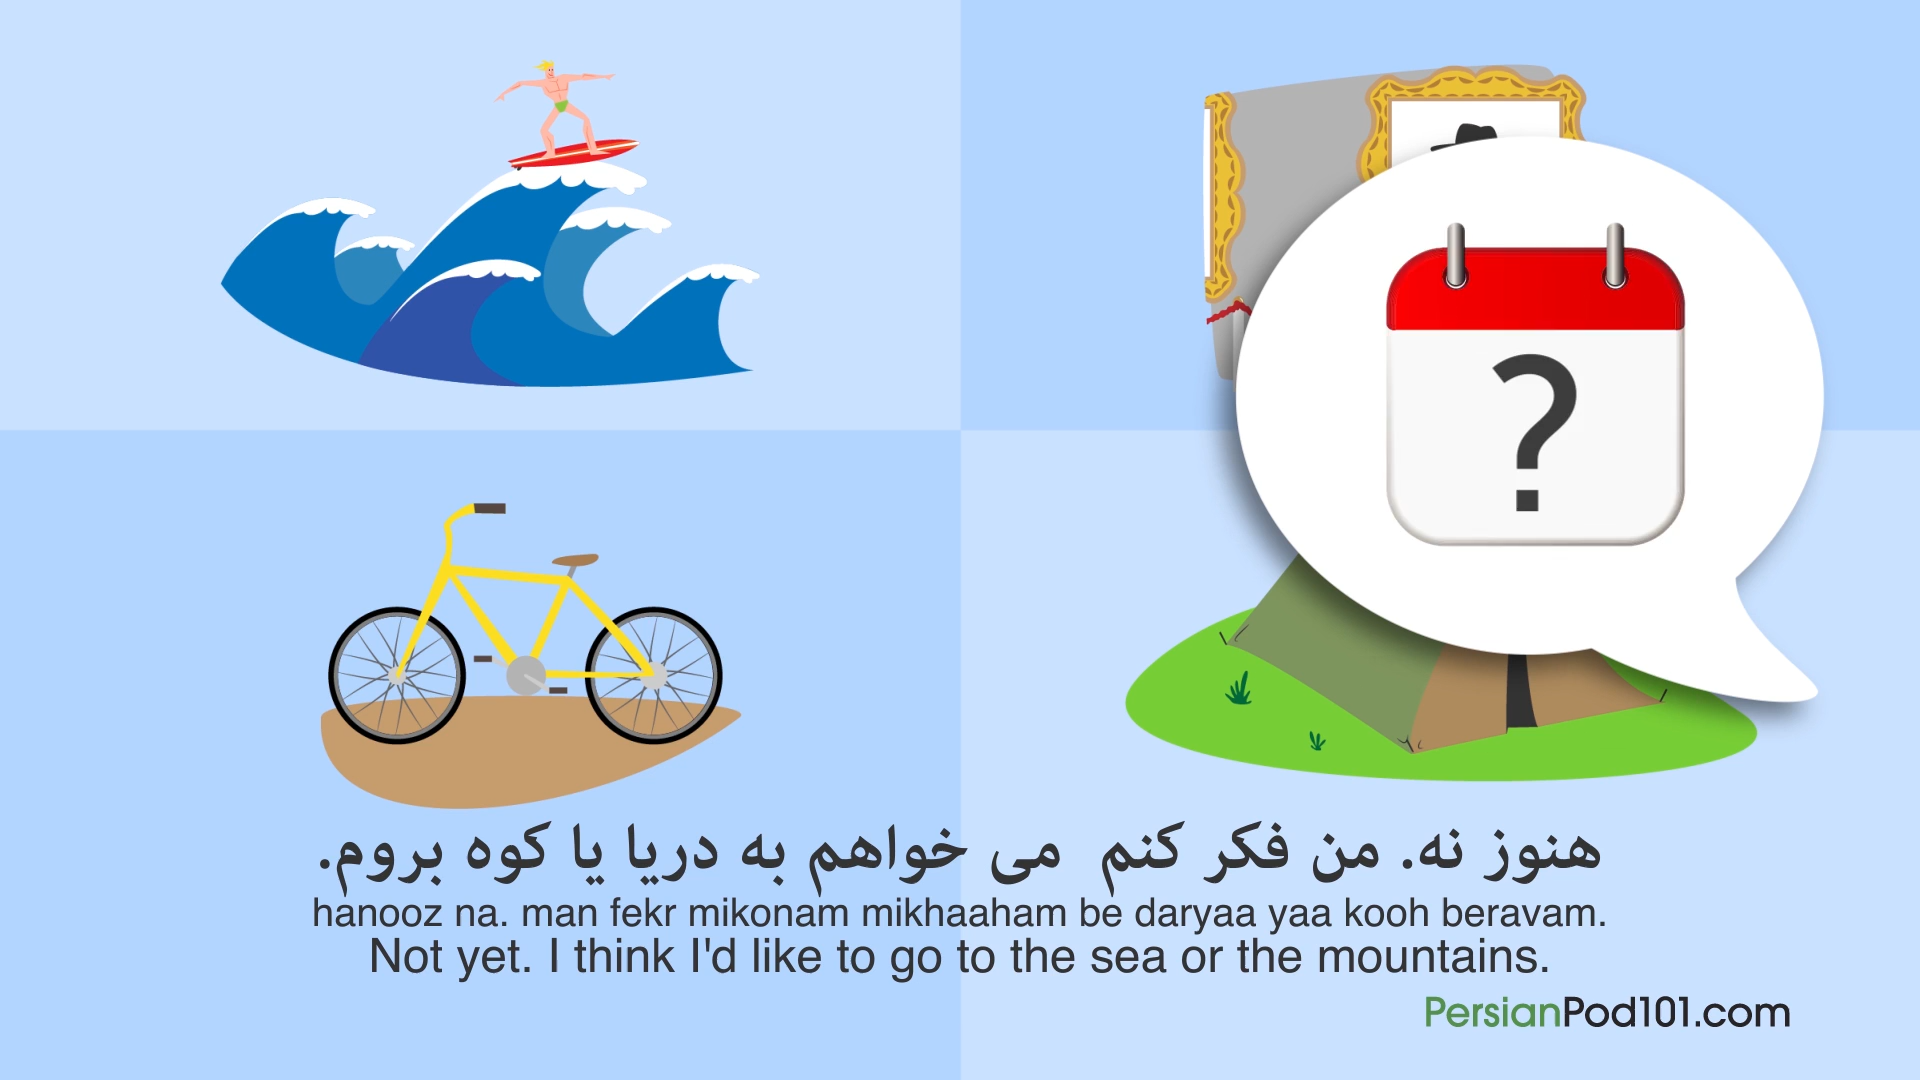 ?
هنوز نه. من فکر کنم می خواهم به دریا یا کوه بروم.
hanooz na. man fekr mikonam mikhaaham be daryaa yaa kooh beravam.
Not yet. I think I'd like to go to the sea or the mountains.
PersianPod101.com